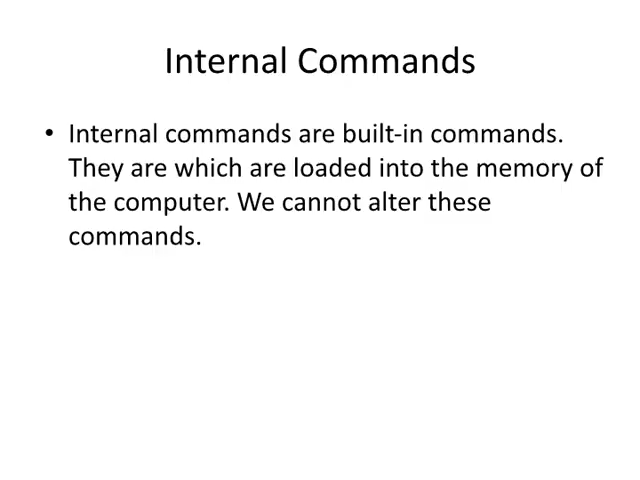 Internal Commands
• Internal commands are built-in commands.
They are which are loaded into the memory of
the computer. We cannot alter these
commands.